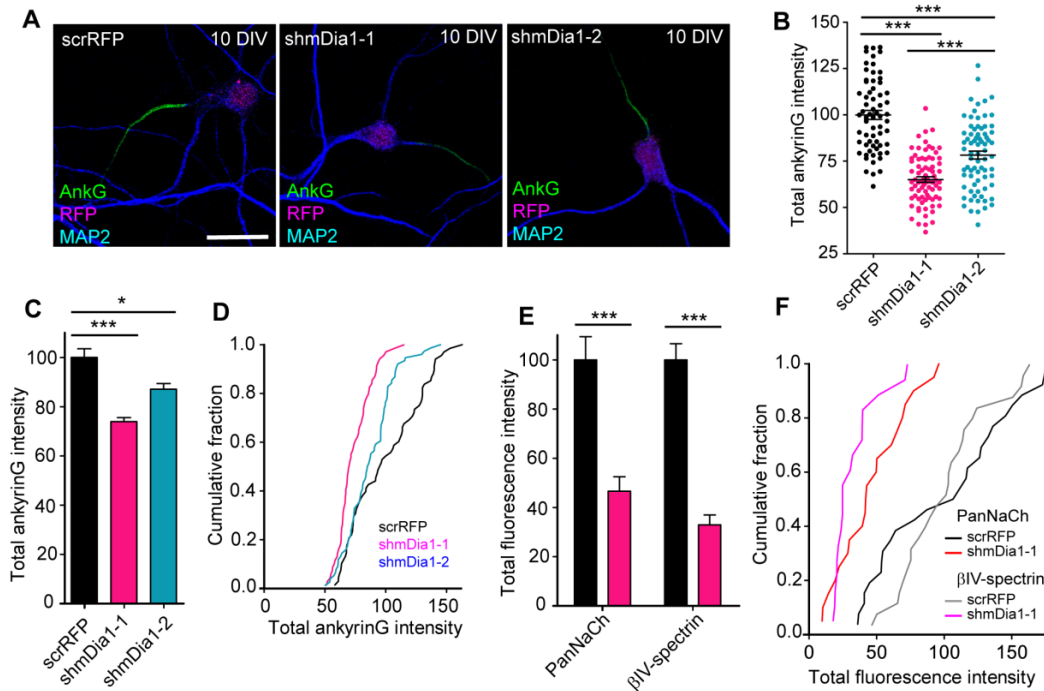 A
scrRFP
10 DIV
AnkG
RFP
MAP2
shmDia1-1
10 DIV
AnkG
RFP
MAP2
shmDia1-2
10 DIV
AnkG
RFP
MAP2
B
***
***
***
Total ankyrinG intensity
150
125
100
75
50
25
scrRFP
shmDia1-1
shmDia1-2
C
*
***
Total ankyrinG intensity
100
80
60
40
20
0
scrRFP
shmDia1-1
shmDia1-2
D
Cumulative fraction
1.0
0.8
0.6
0.4
0.2
0.0
0
50
100
150
Total ankyrinG intensity
scrRFP
shmDia1-1
shmDia1-2
E
***
***
Total fluorescence intensity
100
80
60
40
20
0
PanNaCh
βIV-spectrin
F
Cumulative fraction
1.0
0.8
0.6
0.4
0.2
0.0
0
50
100
150
Total fluorescence intensity
PanNaCh
scrRFP
shmDia1-1
βIV-spectrin
scrRFP
shmDia1-1